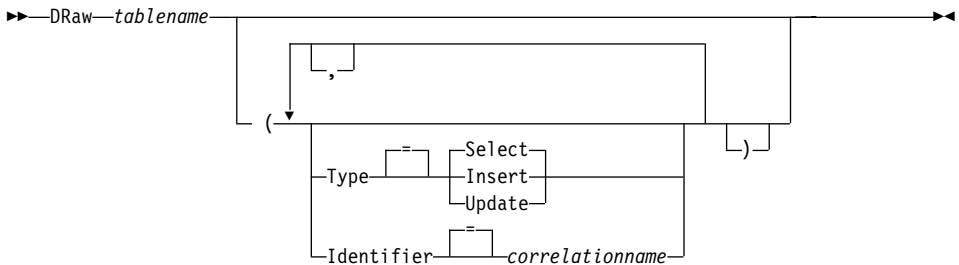 DRaw tablename
,
(
)
=
Select
Type
Insert
Update
=
Identifier correlationname